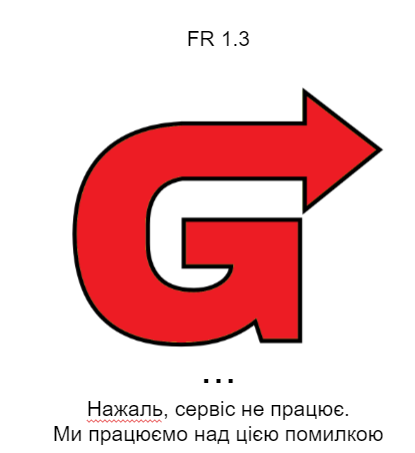 FR 1.3
G
...
Нажаль, сервіс не працює.
Ми працюємо над цією помилкою